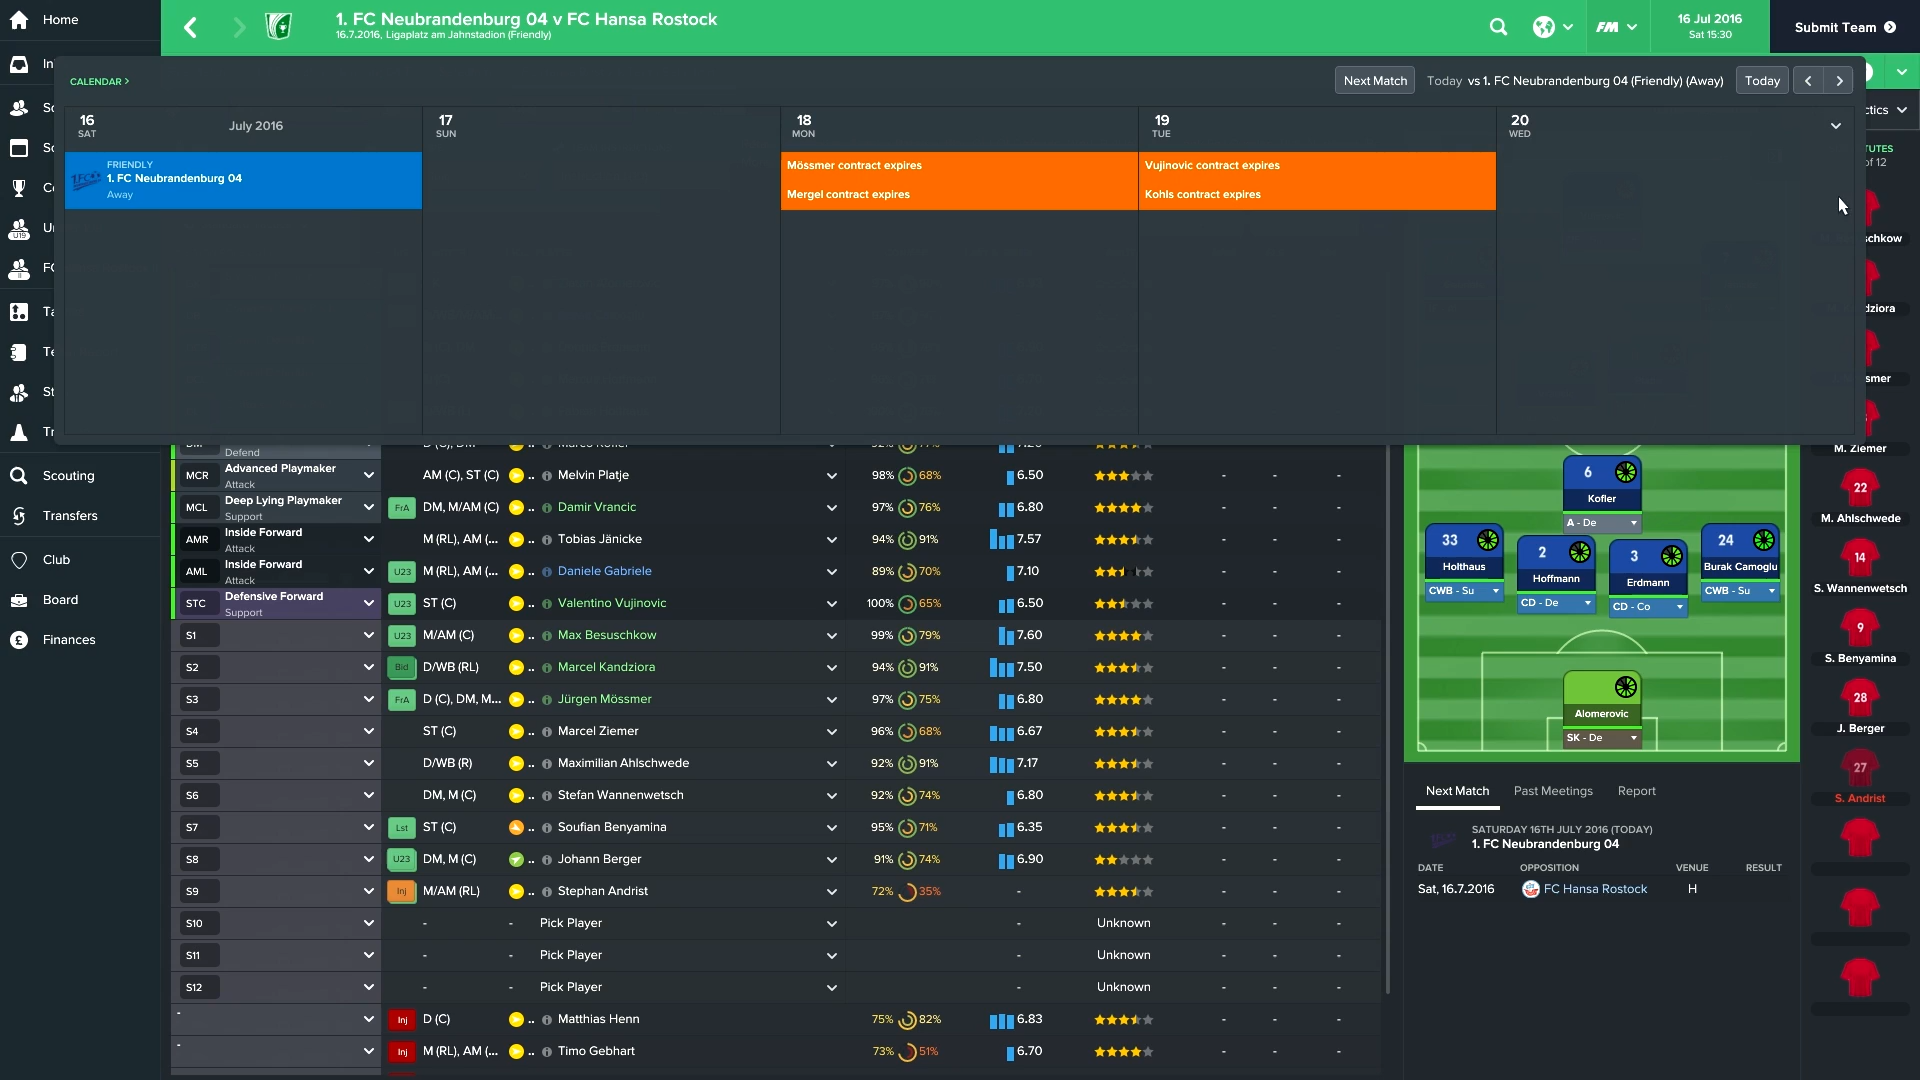 Home
1. FC Neubrandenburg 04 v FC Hansa Rostock
16.7.2016, Ligaplatz am Jahnstadion (Friendly)
FM
16 Jul 2016
Sat 15:30
Submit Team
CALENDAR >
Next Match
Today vs 1. FC Neubrandenburg 04 (Friendly) (Away)
Today
16 SAT July 2016
17 SUN
18 MON
19 TUE
20 WED
FRIENDLY
1. FC Neubrandenburg 04
Away
Mössmer contract expires
Mergel contract expires
Vujinovic contract expires
Kohls contract expires
Scouting
Transfers
Club
Board
Finances
Defend
MCR Advanced Playmaker Attack AM (C), ST (C) .. Melvin Platje 98% 68% 6.50 - - -
MCL Deep Lying Playmaker Support FrA DM, M/AM (C) .. Damir Vrancic 97% 76% 6.80 - - -
AMR Inside Forward Attack M (RL), AM (... .. Tobias Jänicke 94% 91% 7.57 - - -
AML Inside Forward Attack U23 M (RL), AM (... .. Daniele Gabriele 89% 70% 7.10 - - -
STC Defensive Forward Support U23 ST (C) .. Valentino Vujinovic 100% 65% 6.50 - - -
S1 U23 M/AM (C) .. Max Besuschkow 99% 79% 7.60 - - -
S2 Bid D/WB (RL) .. Marcel Kandziora 94% 91% 7.50 - - -
S3 FrA D (C), DM, M... .. Jürgen Mössmer 97% 75% 6.80 - - -
S4 ST (C) .. Marcel Ziemer 96% 68% 6.67 - - -
S5 D/WB (R) .. Maximilian Ahlschwede 92% 91% 7.17 - - -
S6 DM, M (C) .. Stefan Wannenwetsch 92% 74% 6.80 - - -
S7 Lst ST (C) .. Soufian Benyamina 95% 71% 6.35 - - -
S8 U23 DM, M (C) .. Johann Berger 91% 74% 6.90 - - -
S9 Inj M/AM (RL) .. Stephan Andrist 72% 35% - - - -
S10 - - Pick Player - Unknown - - -
S11 - - Pick Player - Unknown - - -
S12 - - Pick Player - Unknown - - -
- Inj D (C) .. Matthias Henn 75% 82% 6.83 - - -
- Inj M (RL), AM (... .. Timo Gebhart 73% 51% 6.70 - - -
6
Kofler
A - De
33
Holthaus
CWB - Su
2
Hoffmann
CD - De
3
Erdmann
CD - Co
24
Burak Camoglu
CWB - Su
Alomerovic
SK - De
Next Match Past Meetings Report
SATURDAY 16TH JULY 2016 (TODAY)
1. FC Neubrandenburg 04
DATE OPPOSITION VENUE RESULT
Sat, 16.7.2016 FC Hansa Rostock H
M. Ziemer
22
M. Ahlschwede
14
S. Wannenwetsch
9
S. Benyamina
28
J. Berger
27
S. Andrist